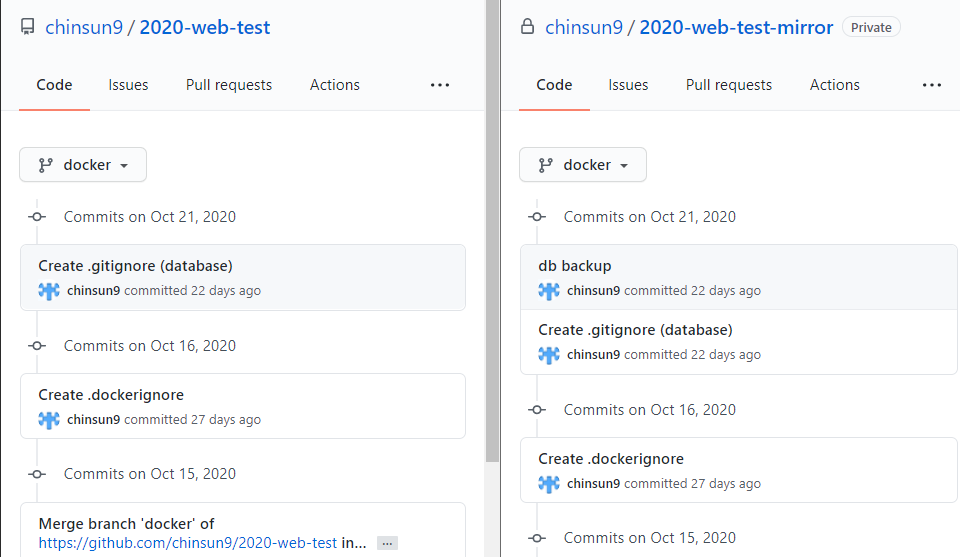 chinsun9 / 2020-web-test
Code Issues Pull requests Actions ...
docker
Commits on Oct 21, 2020
Create .gitignore (database)
chinsun9 committed 22 days ago
Commits on Oct 16, 2020
Create .dockerignore
chinsun9 committed 27 days ago
Commits on Oct 15, 2020
Merge branch 'docker' of
https://github.com/chinsun9/2020-web-test in... ...
chinsun9 / 2020-web-test-mirror Private
Code Issues Pull requests Actions ...
docker
Commits on Oct 21, 2020
db backup
chinsun9 committed 22 days ago
Create .gitignore (database)
chinsun9 committed 22 days ago
Commits on Oct 16, 2020
Create .dockerignore
chinsun9 committed 27 days ago
Commits on Oct 15, 2020